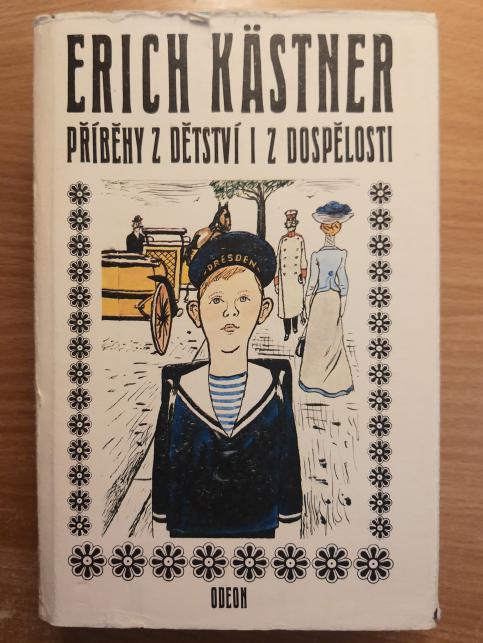 ERICH KÄSTNER
PŘÍBĚHY Z DĚTSTVÍ I Z DOSPĚLOSTI
DRESDEN
ODEON